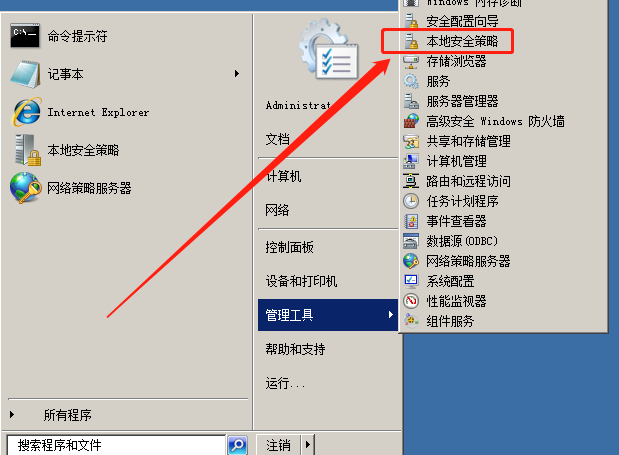 命令提示符
记事本
Internet Explorer
本地安全策略
网络策略服务器
所有程序
搜索程序和文件
文档
计算机
网络
控制面板
设备和打印机
管理工具
帮助和支持
运行...
注销
Windows 内存诊断
安全配置向导
本地安全策略
存储浏览器
服务
服务器管理器
高级安全 Windows 防火墙
共享和存储管理
计算机管理
路由和远程访问
任务计划程序
事件查看器
数据源(ODBC)
网络策略服务器
系统配置
性能监视器
组件服务